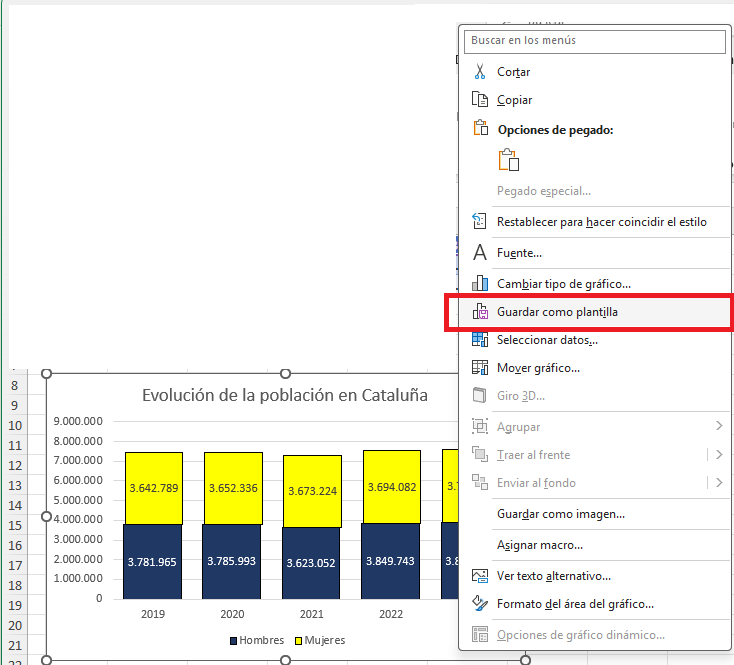 Buscar en los menús
Cortar
Copiar
Opciones de pegado:
Pegado especial...
Restablecer para hacer coincidir el estilo
Fuente...
Cambiar tipo de gráfico...
Guardar como plantilla
Seleccionar datos...
Mover gráfico...
Giro 3D...
Agrupar
Traer al frente
Enviar al fondo
Guardar como imagen...
Asignar macro...
Ver texto alternativo...
Formato del área del gráfico...
Opciones de gráfico dinámico...
8
9
10
11
12
13
14
15
16
17
18
19
20
21
Evolución de la población en Cataluña
9.000.000
8.000.000
7.000.000
6.000.000
5.000.000
4.000.000
3.000.000
2.000.000
1.000.000
0
3.642.789
3.652.336
3.673.224
3.694.082
3.781.965
3.785.993
3.623.052
3.849.743
2019
2020
2021
2022
Hombres
Mujeres